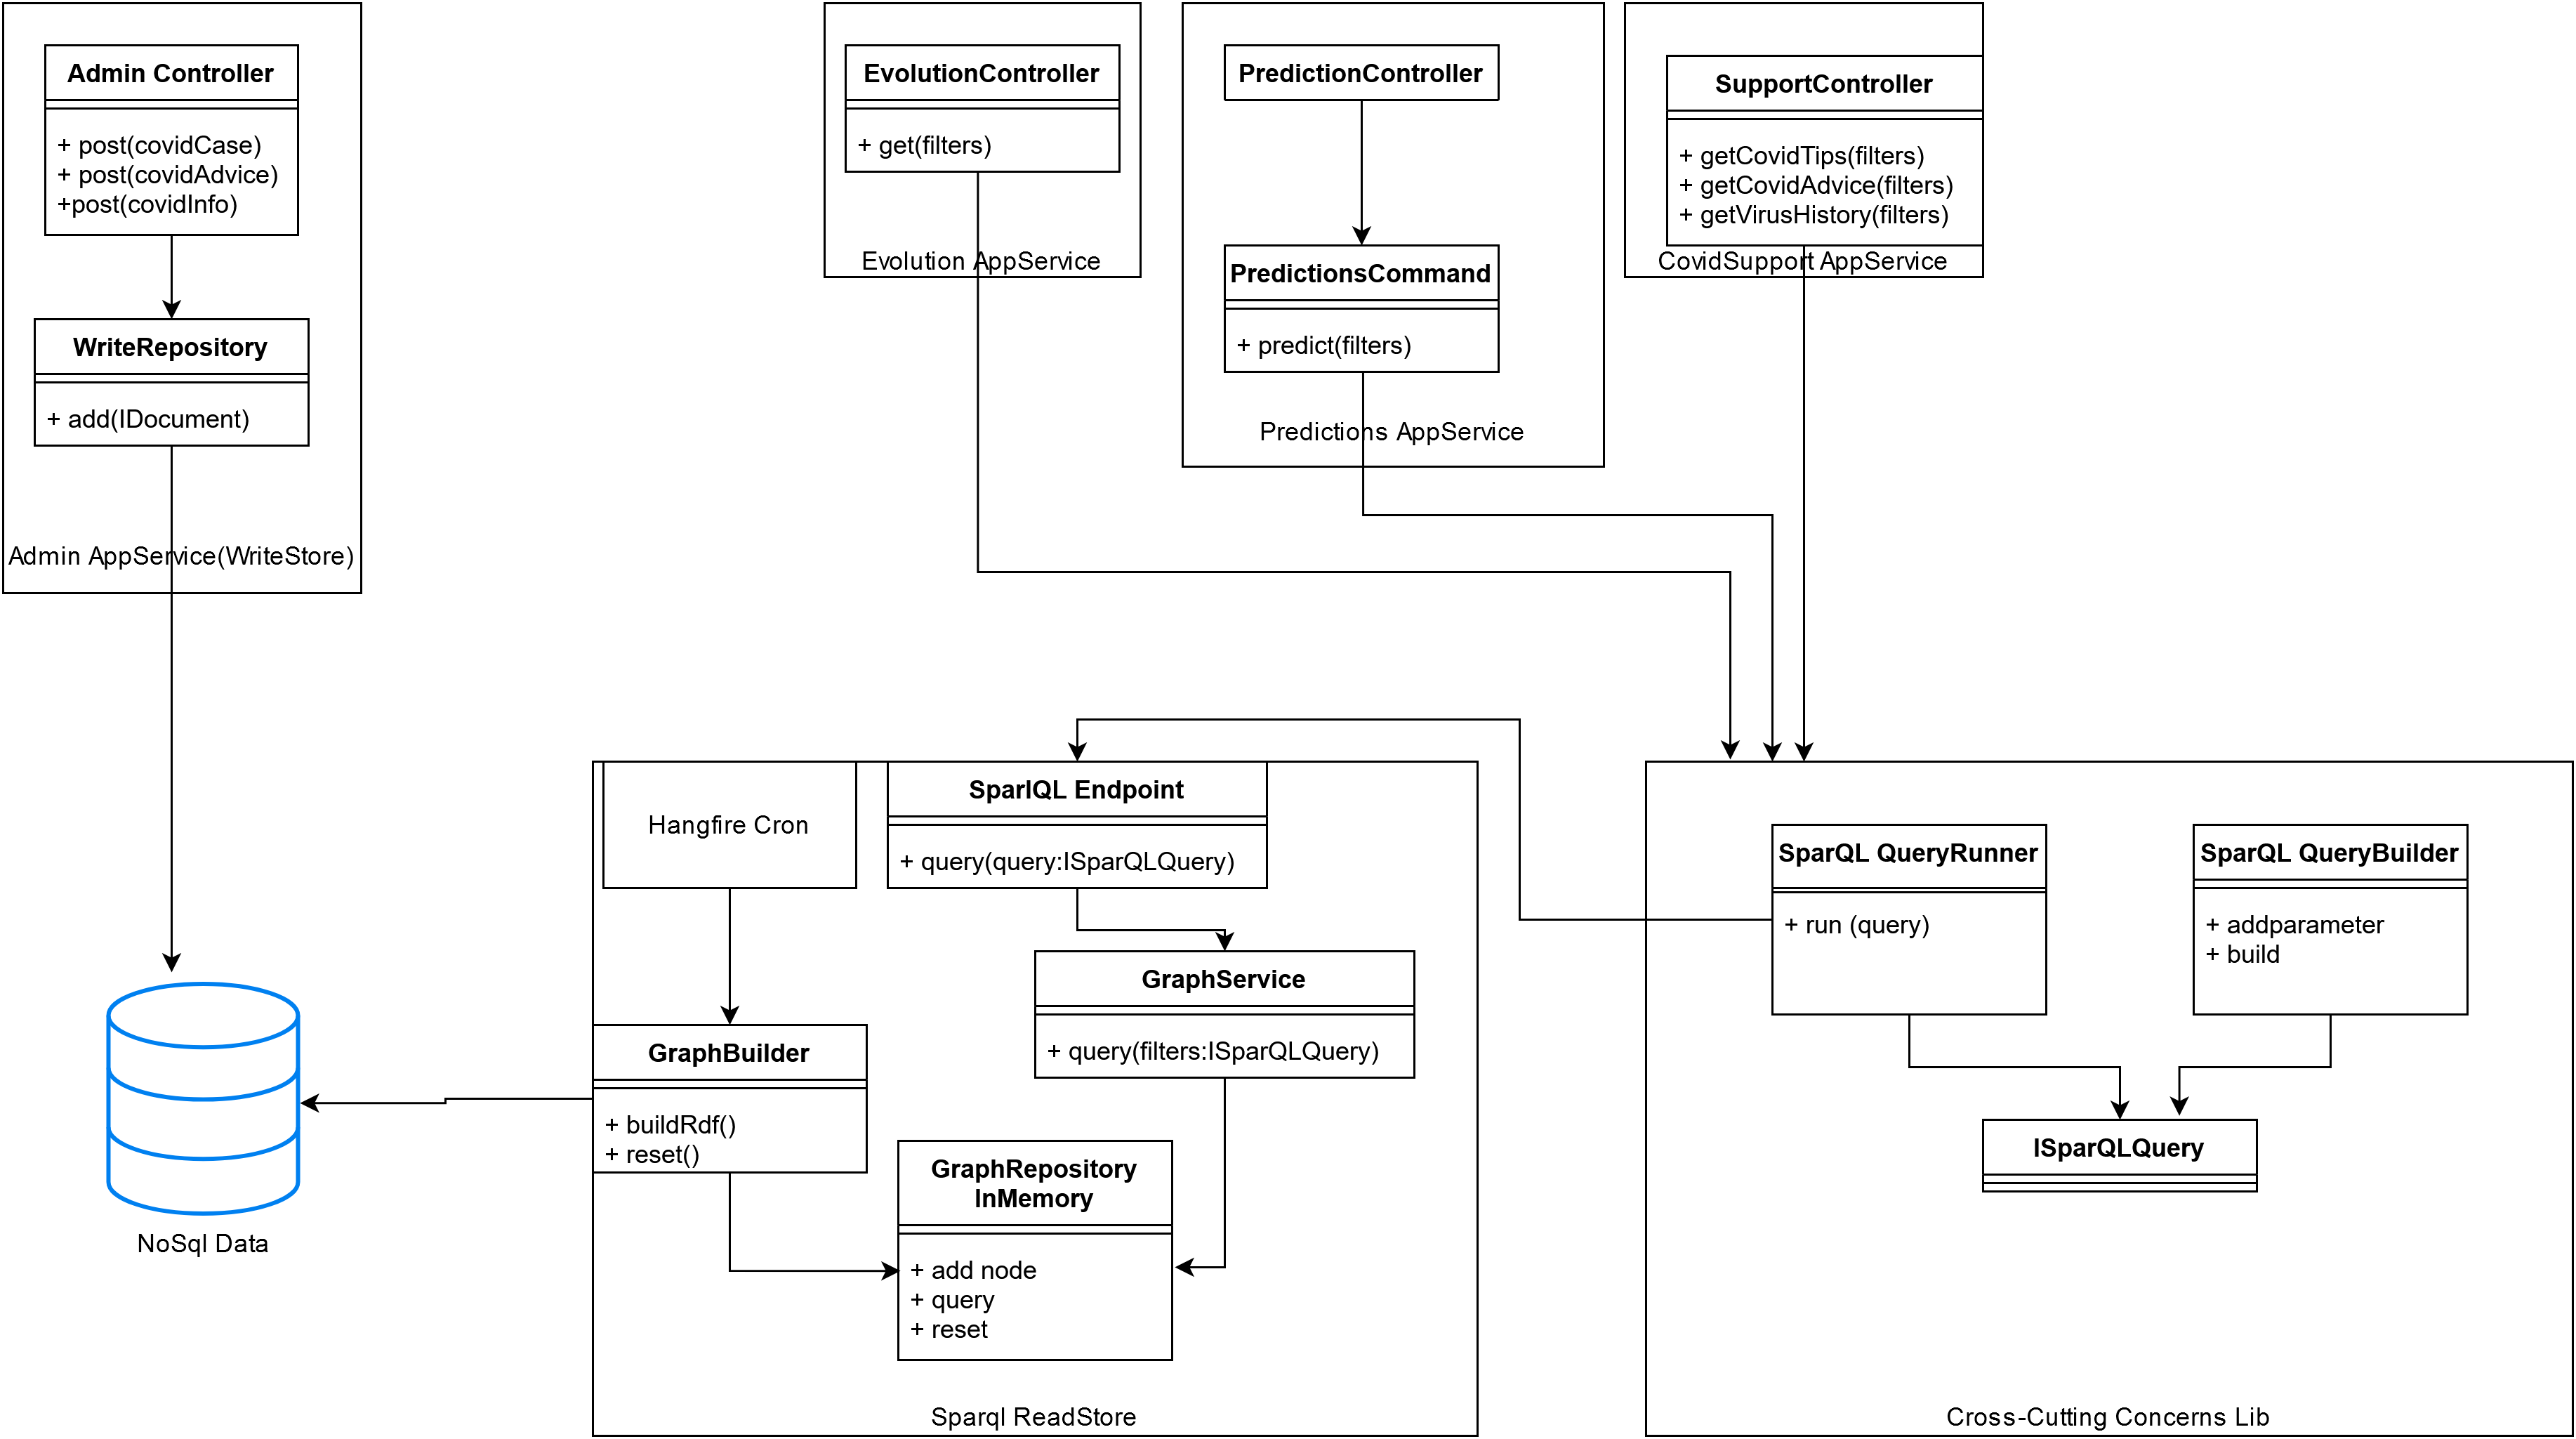 Admin Controller
+ post(covidCase)
+ post(covidAdvice)
+post(covidInfo)
WriteRepository
+ add(IDocument)
Admin AppService(WriteStore)
EvolutionController
+ get(filters)
Evolution AppService
PredictionController
PredictionsCommand
+ predict(filters)
Predictions AppService
SupportController
+ getCovidTips(filters)
+ getCovidAdvice(filters)
+ getVirusHistory(filters)
CovidSupport AppService
NoSql Data
Hangfire Cron
SparlQL Endpoint
+ query(query:ISparQLQuery)
GraphService
+ query(filters:ISparQLQuery)
GraphBuilder
+ buildRdf()
+ reset()
GraphRepository
InMemory
+ add node
+ query
+ reset
Sparql ReadStore
SparQL QueryRunner
+ run (query)
SparQL QueryBuilder
+ addparameter
+ build
ISparQLQuery
Cross-Cutting Concerns Lib